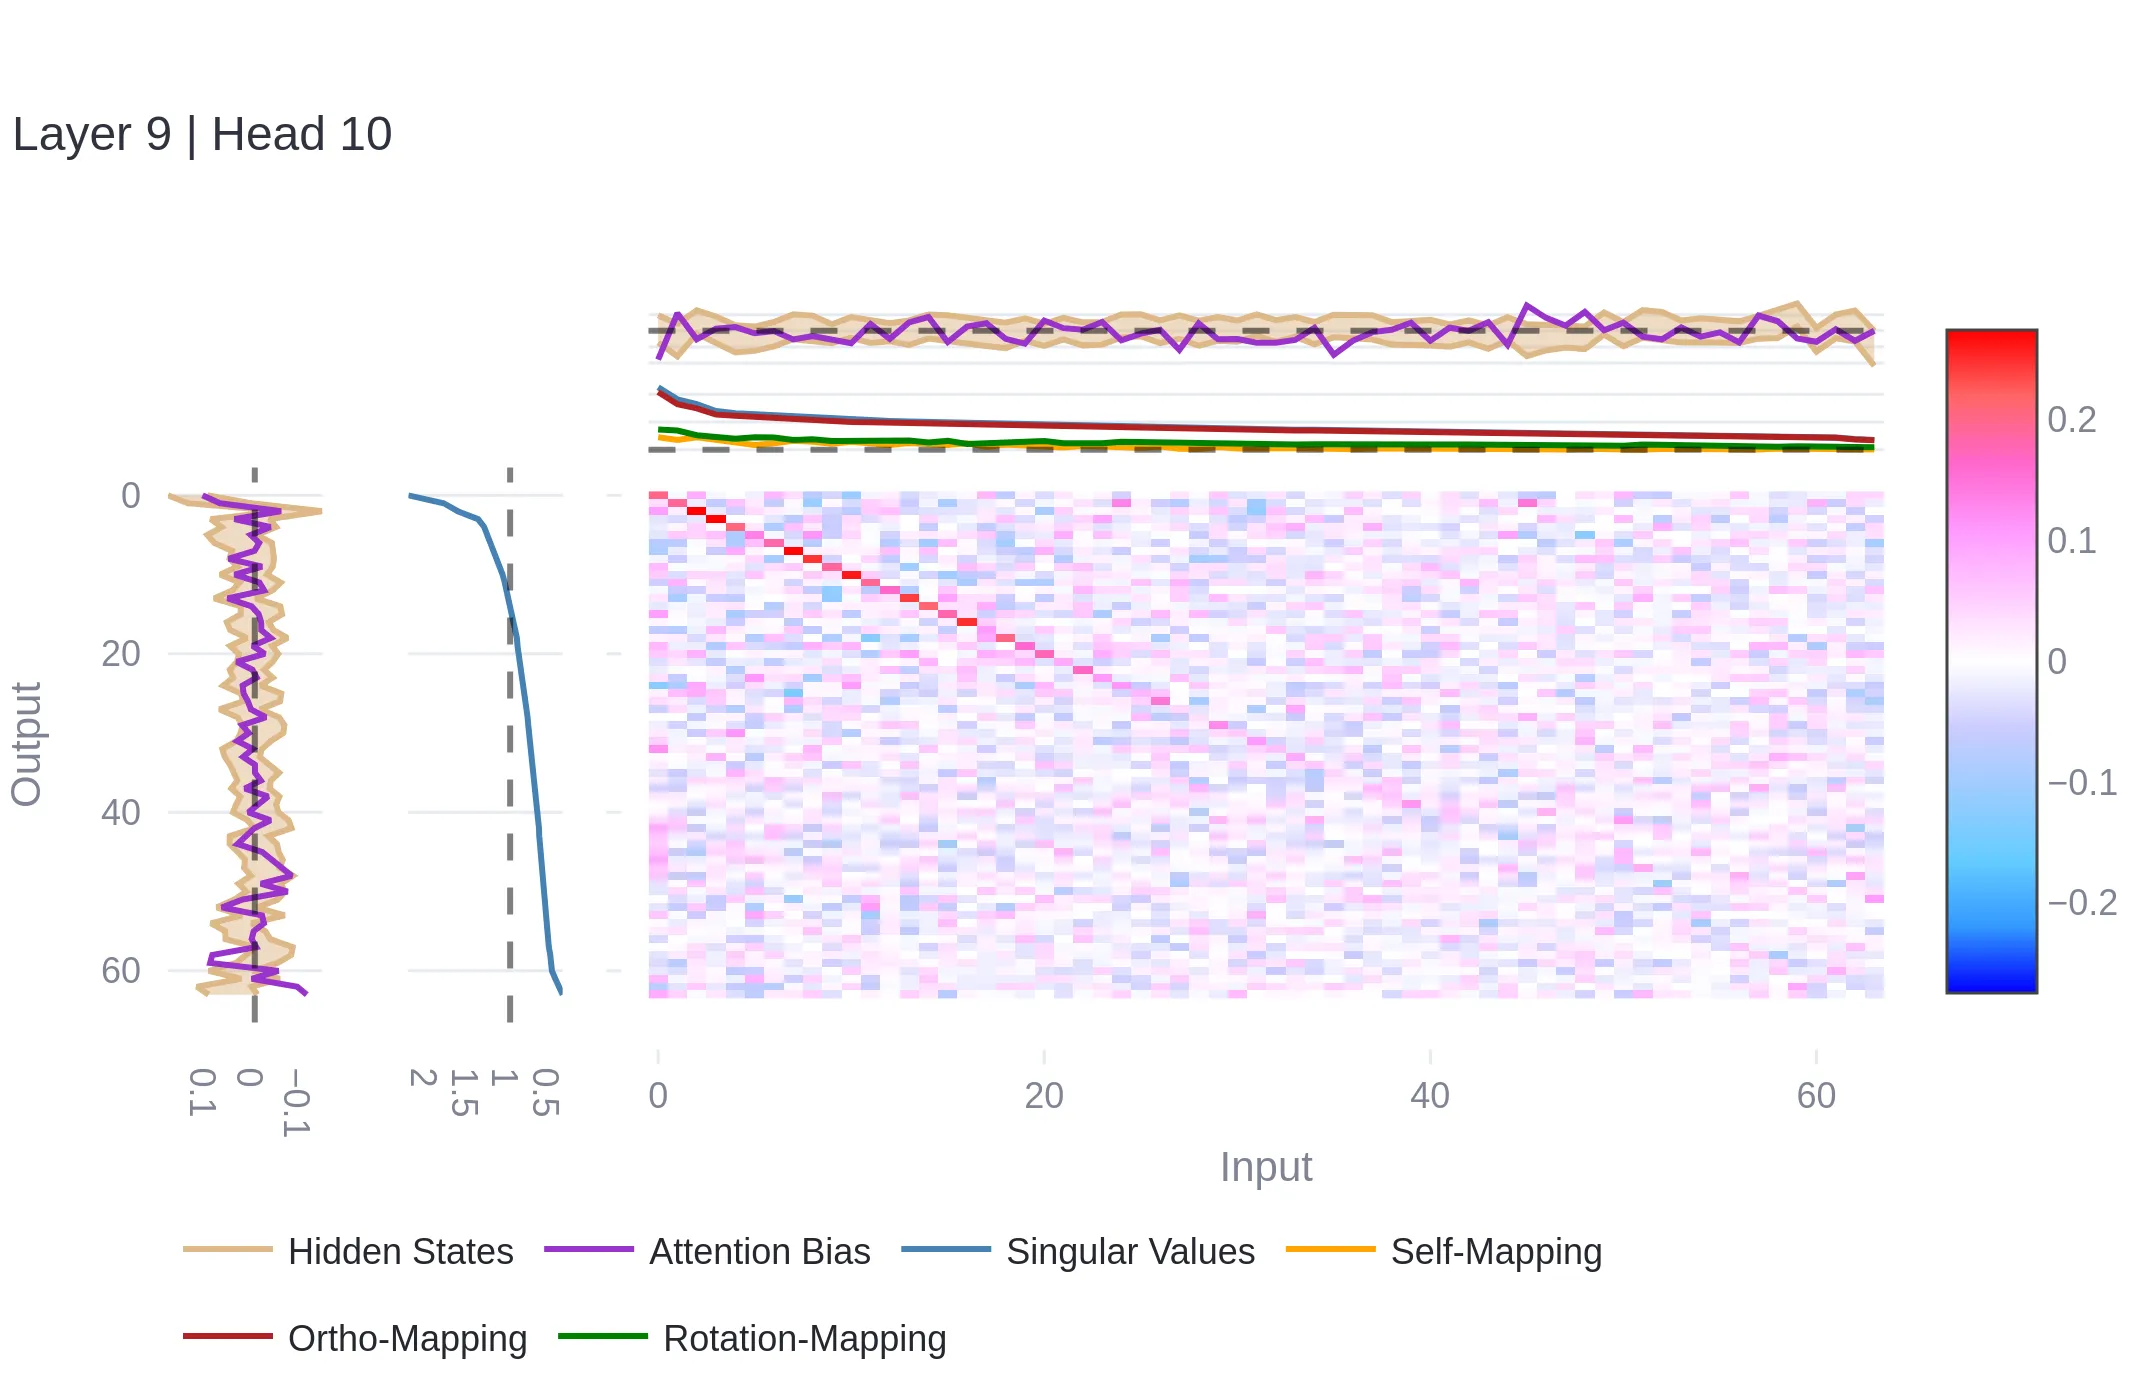 Layer 9 | Head 10
0.2
0.1
0
−0.1
−0.2
0
20
40
60
Output
0.1
0
−0.1
2
1.5
1
0.5
0
20
40
60
Input
Hidden States
Attention Bias
Singular Values
Self-Mapping
Ortho-Mapping
Rotation-Mapping